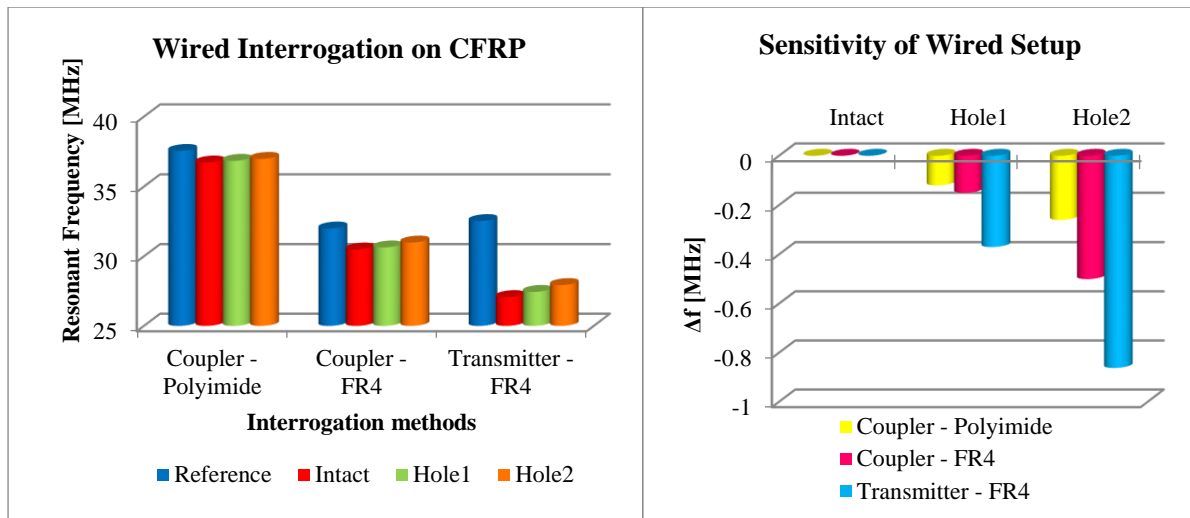 Wired Interrogation on CFRP
Resonant Frequency [MHz]
40
35
30
25
Coupler - Polyimide
Coupler - FR4
Transmitter - FR4
Interrogation methods
Reference
Intact
Hole1
Hole2
Sensitivity of Wired Setup
Intact
Hole1
Hole2
Δf [MHz]
0
-0.2
-0.4
-0.6
-0.8
-1
Coupler - Polyimide
Coupler - FR4
Transmitter - FR4